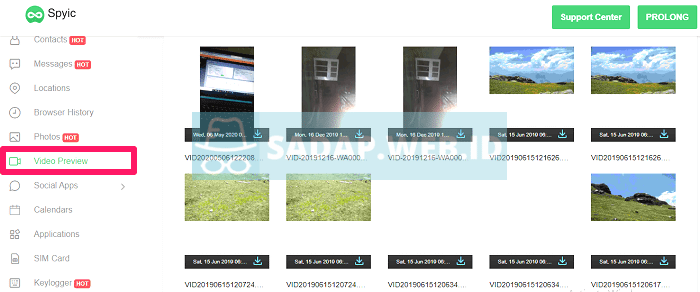 Spyic
Support Center
PROLONG
Contacts HOT
Messages HOT
Locations
Browser History
Photos HOT
Video Preview
Social Apps
Calendars
Applications
SIM Card
Keylogger HOT
Wed, 06 May 2020 0...
Mon, 16 Dec 2019 1...
Mon, 16 Dec 2019 1...
Sat, 15 Jun 2019 06:...
Sat, 15 Jun 2019 06:...
VID20200506122208....
VID-20191216-WA000...
VID-20191216-WA000...
VID20190615121626....
VID20190615121626....
SADAP.WEB.ID
Sat, 15 Jun 2019 06:...
Sat, 15 Jun 2019 06:...
Sat, 15 Jun 2019 06:...
Sat, 15 Jun 2019 06:...
Sat, 15 Jun 2019 06:...
VID20190615120724....
VID20190615120724....
VID20190615120634....
VID20190615120634....
VID20190615120617....